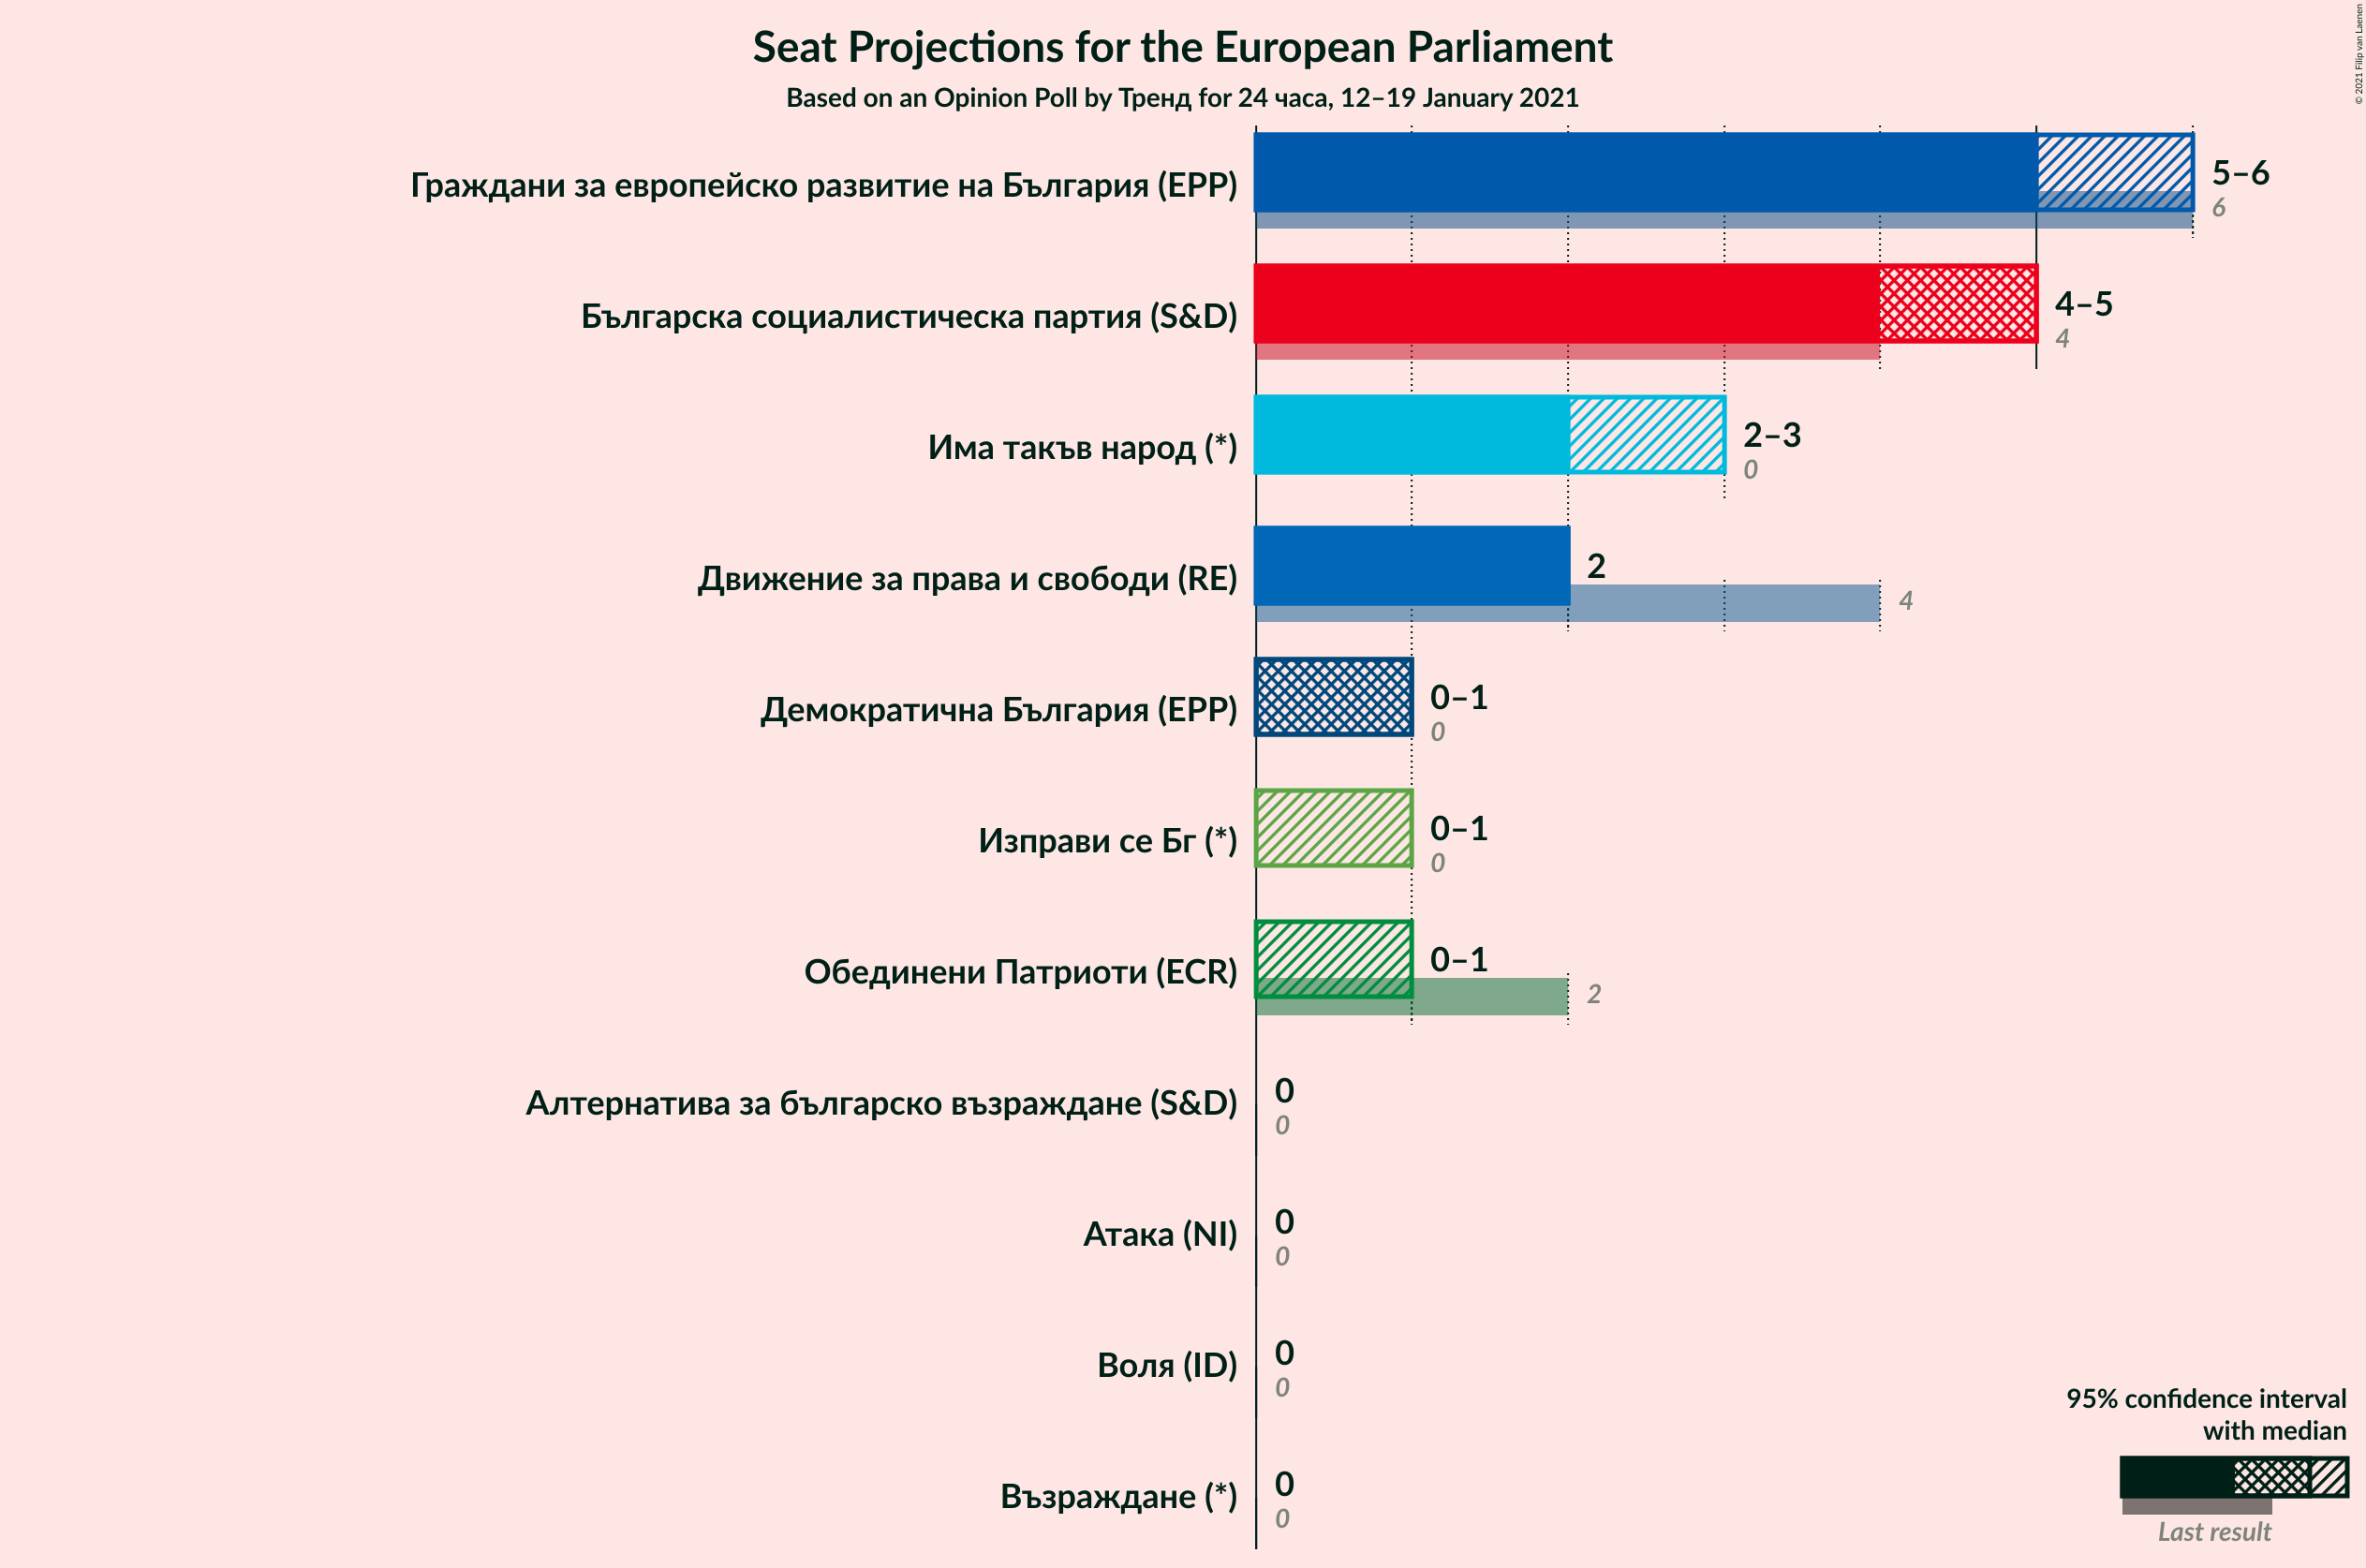 Seat Projections for the European Parliament
Based on an Opinion Poll by Тренд for 24 часа, 12–19 January 2021
© 2021 Filip van Laenen
Граждани за европейско развитие на България (EPP)
5–6
6
Българска социалистическа партия (S&D)
4–5
4
Има такъв народ (*)
2–3
0
Движение за права и свободи (RE)
2
4
Демократична България (EPP)
0–1
0
Изправи се Бг (*)
0–1
0
Обединени Патриоти (ECR)
0–1
2
Алтернатива за българско възраждане (S&D)
0
0
Атака (NI)
0
0
Воля (ID)
0
0
Възраждане (*)
0
0
95% confidence interval
with median
Last result